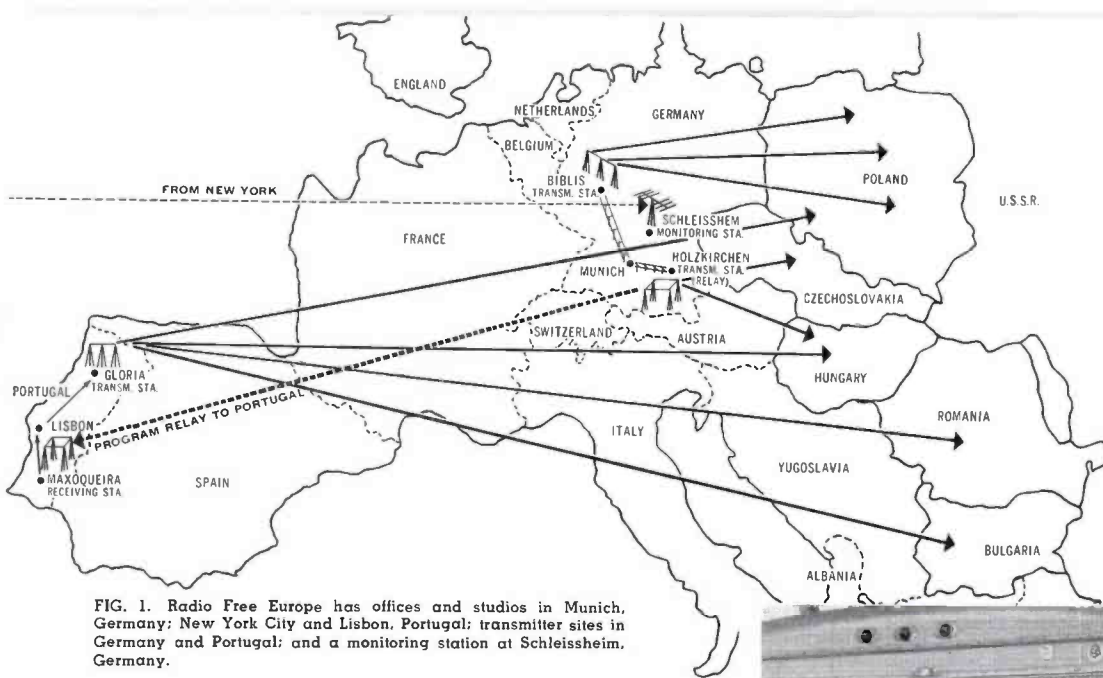 ENGLAND
NETHERLANDS
GERMANY
BELGIUM
BIBLIS
TRANSM. STA.
POLAND
U.S.S.R.
FROM NEW YORK
SCHLEISSHEM
MONITORING STA.
FRANCE
MUNICH
HOLZKIRCHEN
TRANSM. STA.
(RELAY)
CZECHOSLOVAKIA
SWITZERLAND
AUSTRIA
HUNGARY
GLORIA
TRANSM. STA.
PORTUGAL
PROGRAM RELAY TO PORTUGAL
LISBON
ROMANIA
ITALY
YUGOSLAVIA
MAXOQUEIRA
RECEIVING STA.
SPAIN
BULGARIA
ALBANIA
FIG. 1. Radio Free Europe has offices and studios in Munich,
Germany; New York City and Lisbon, Portugal; transmitter sites in
Germany and Portugal; and a monitoring station at Schleissheim,
Germany.